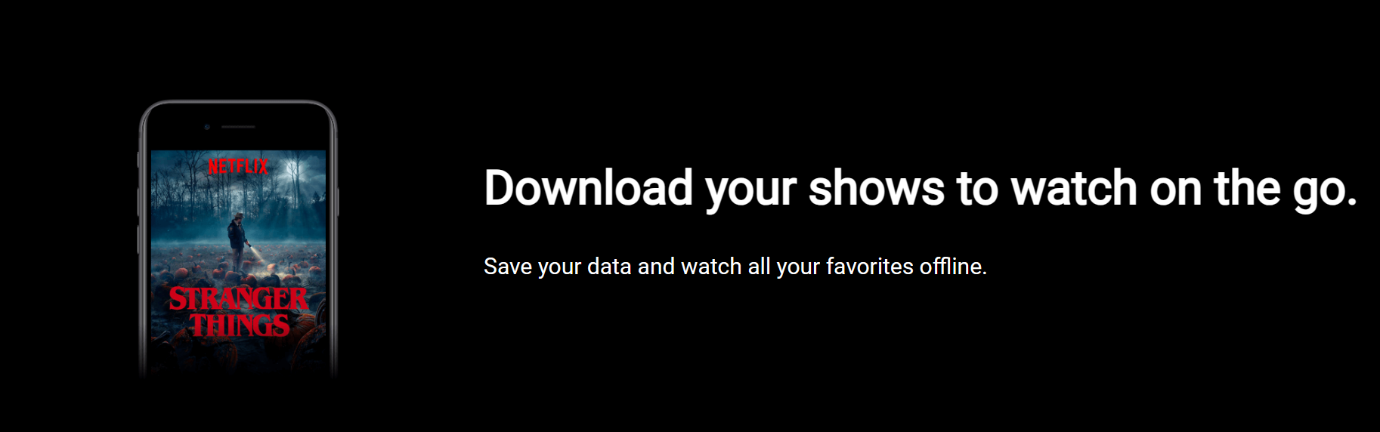 NETFLIX
STRANGER
THINGS
Download your shows to watch on the go.
Save your data and watch all your favorites offline.